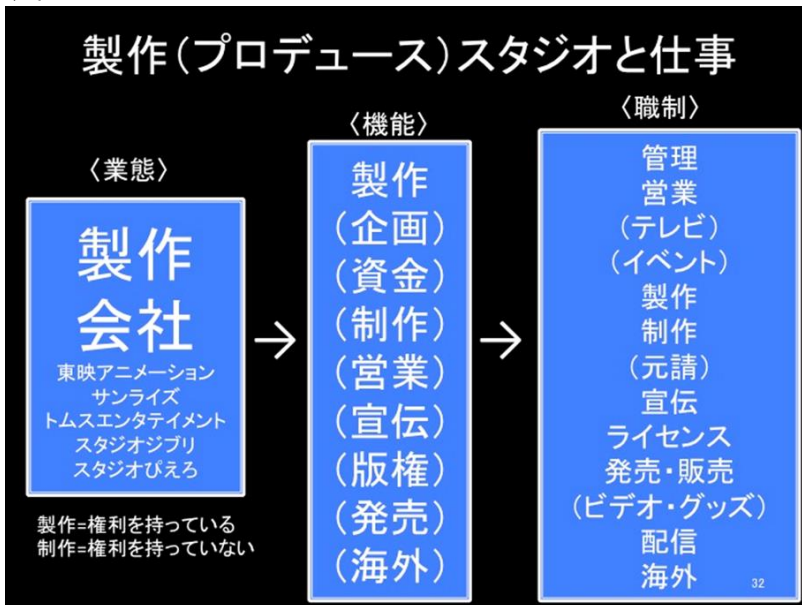 製作(プロデュース)スタジオと仕事
〈業態〉
製作
会社
東映アニメーション
サンライズ
トムスエンタテイメント
スタジオジブリ
スタジオぴえろ
製作=権利を持っている
制作=権利を持っていない
→
〈機能〉
製作
(企画)
(資金)
(制作)
(営業)
(宣伝)
(版権)
(発売)
(海外)
→
〈職制〉
管理
営業
(テレビ)
(イベント)
製作
制作
(元請)
宣伝
ライセンス
発売・販売
(ビデオ・グッズ)
配信
海外
32